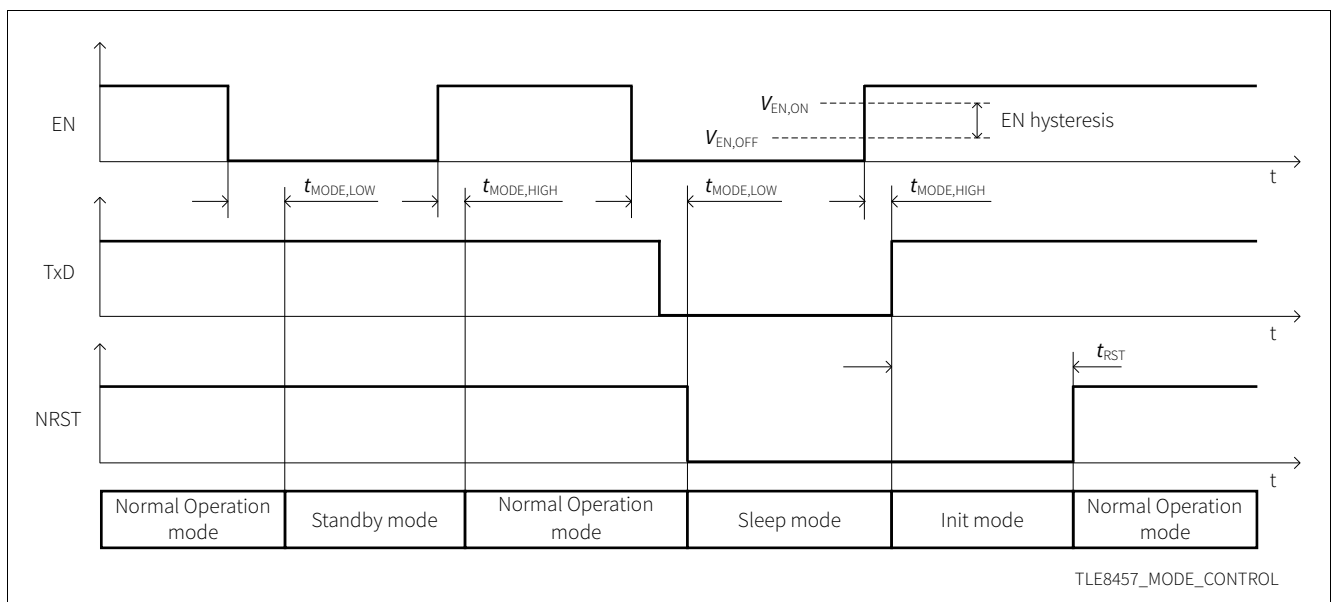 EN
V_EN,ON
V_EN,OFF
EN hysteresis
t
t_MODE,LOW
t_MODE,HIGH
t_MODE,LOW
t_MODE,HIGH
TxD
t
t_RST
NRST
t
Normal Operation
mode
Standby mode
Normal Operation
mode
Sleep mode
Init mode
Normal Operation
mode
TLE8457_MODE_CONTROL